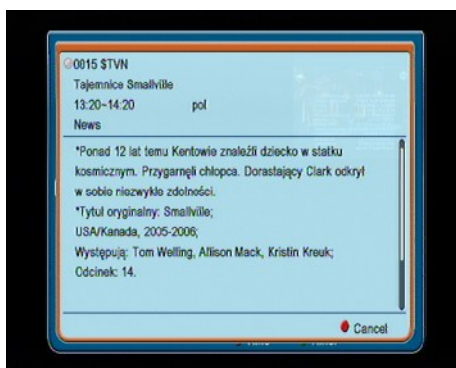 0015 $TVN
Tajemnice Smallville
13:20~14:20 pol
News
*Ponad 12 lat temu Kentowie znaleźli dziecko w statku
kosmicznym. Przygarnęli chłopca. Dorastający Clark odkrył
w sobie niezwykłe zdolności.
*Tytuł oryginalny: Smallville;
USA/Kanada, 2005-2006;
Występują: Tom Welling, Allison Mack, Kristin Kreuk;
Odcinek: 14.
Cancel